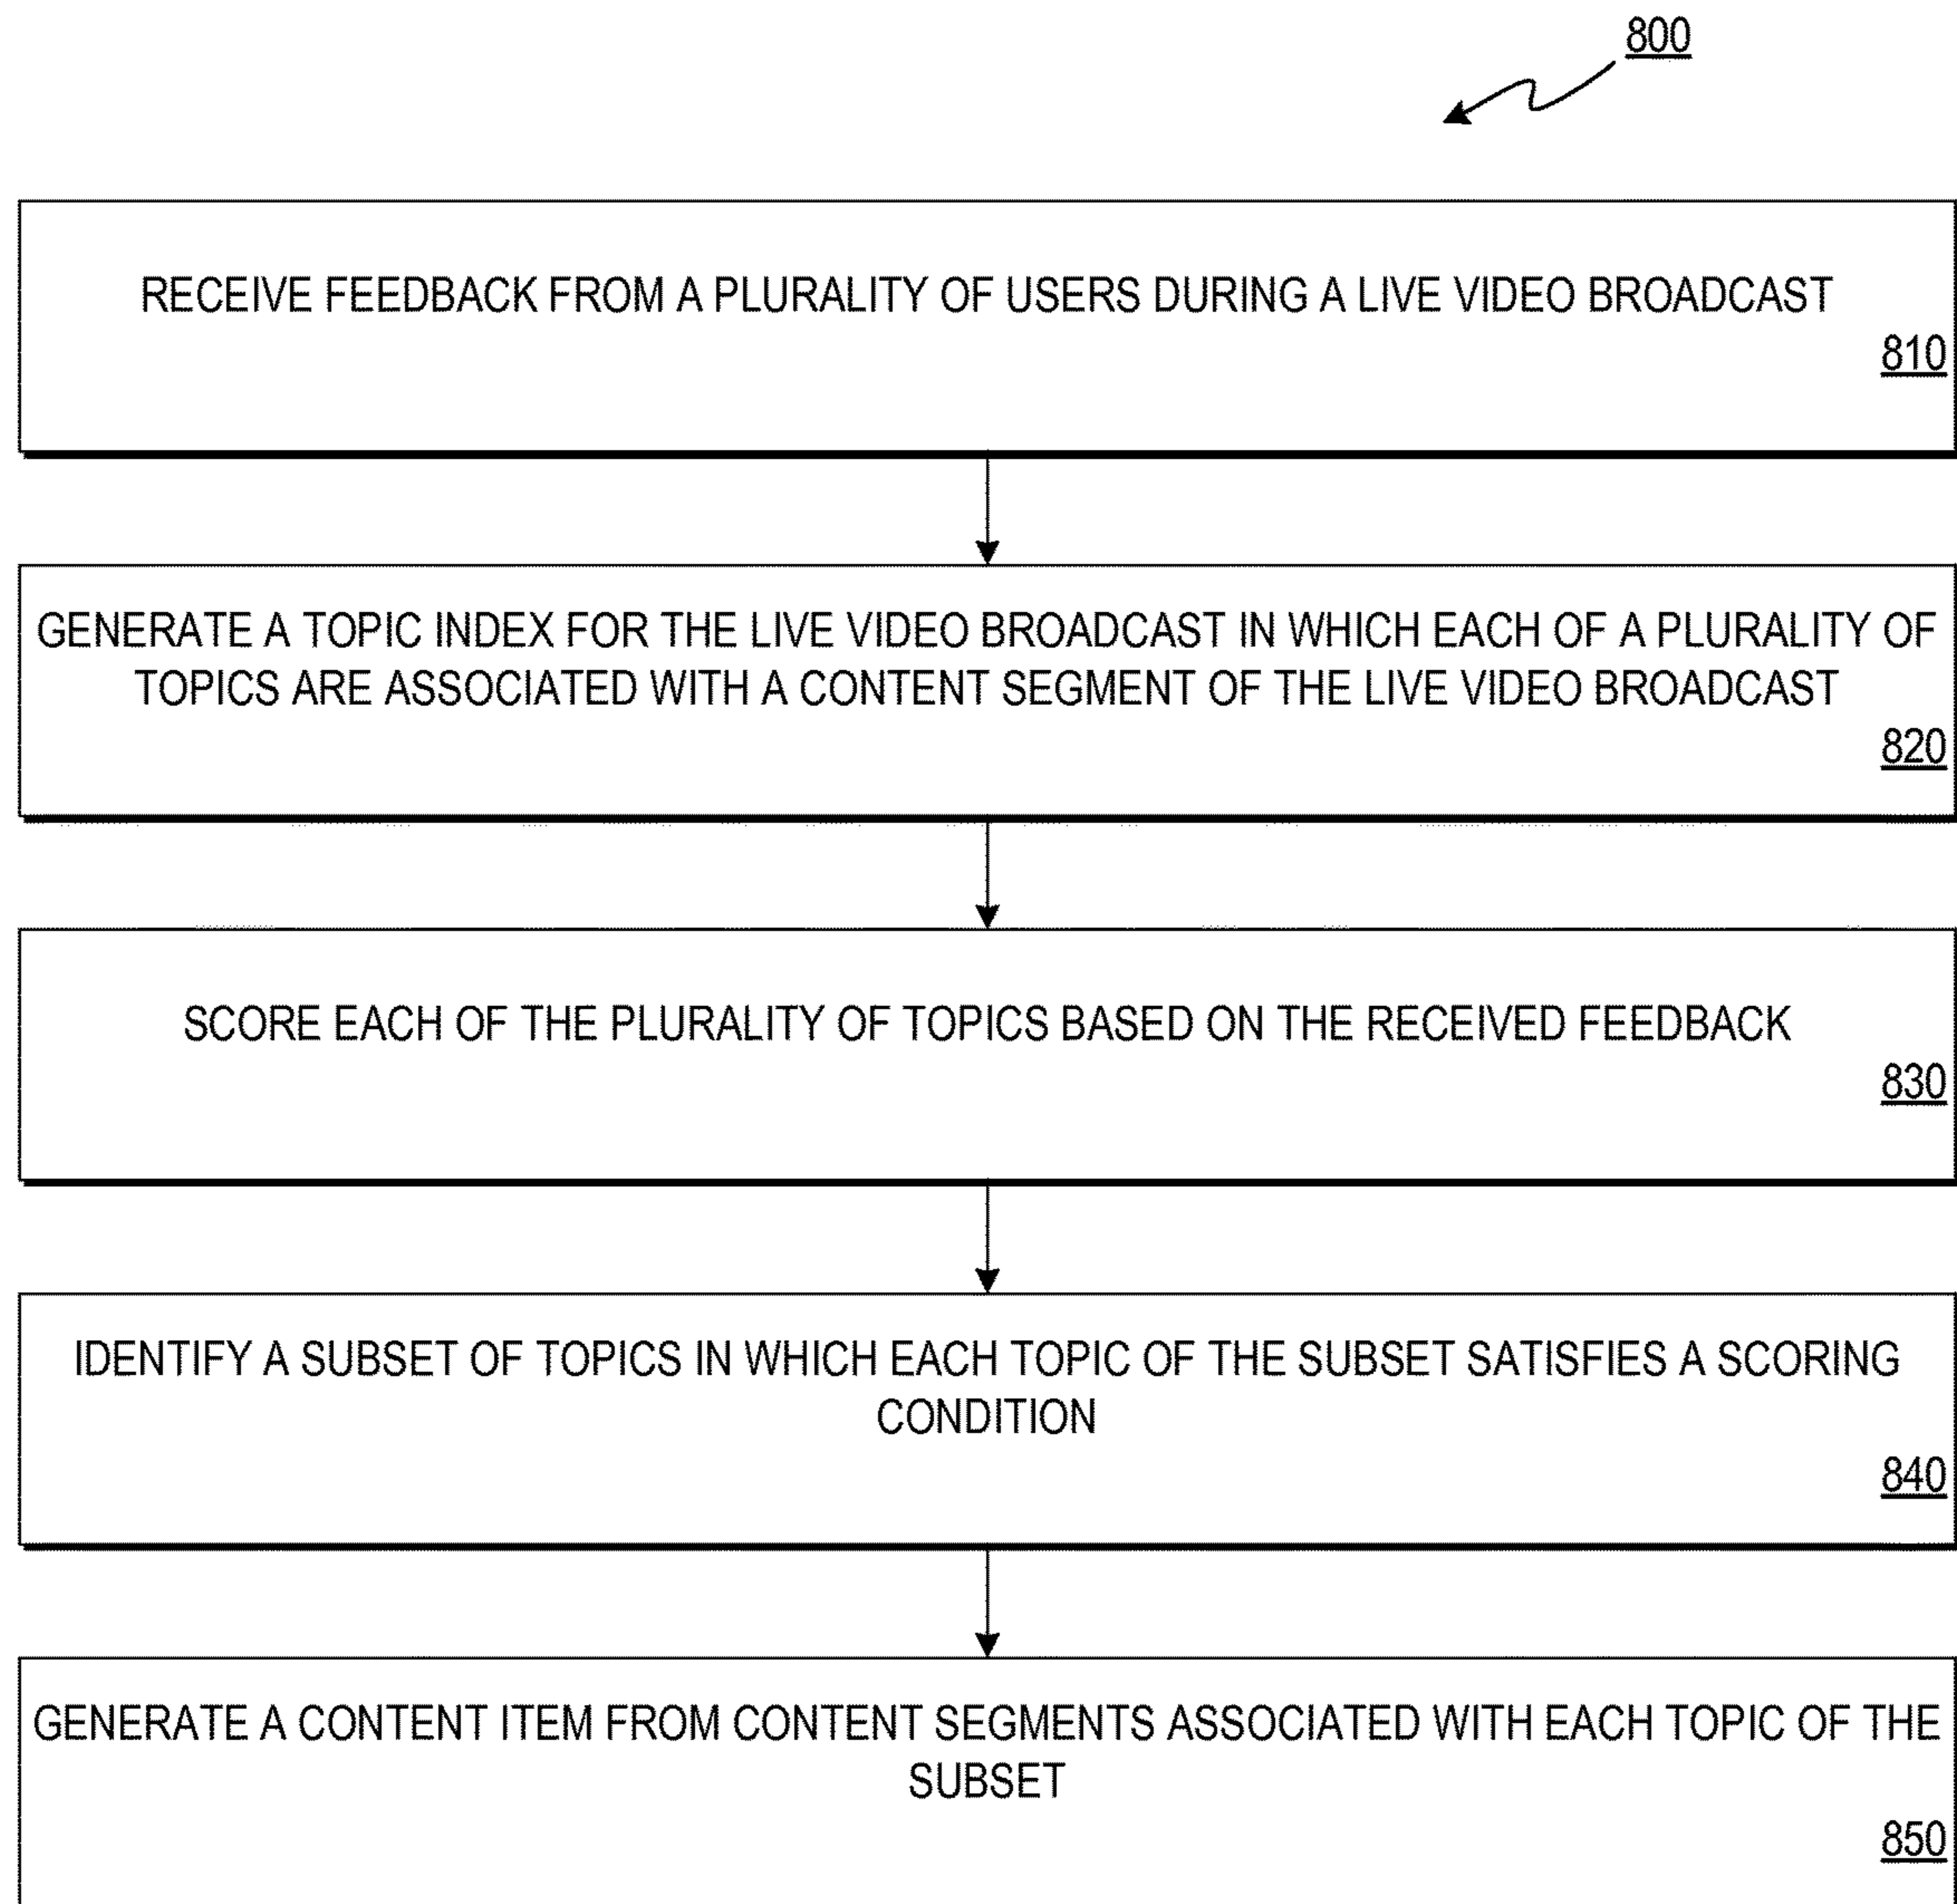 800
RECEIVE FEEDBACK FROM A PLURALITY OF USERS DURING A LIVE VIDEO BROADCAST
810
GENERATE A TOPIC INDEX FOR THE LIVE VIDEO BROADCAST IN WHICH EACH OF A PLURALITY OF
TOPICS ARE ASSOCIATED WITH A CONTENT SEGMENT OF THE LIVE VIDEO BROADCAST
820
SCORE EACH OF THE PLURALITY OF TOPICS BASED ON THE RECEIVED FEEDBACK
830
IDENTIFY A SUBSET OF TOPICS IN WHICH EACH TOPIC OF THE SUBSET SATISFIES A SCORING
CONDITION
840
GENERATE A CONTENT ITEM FROM CONTENT SEGMENTS ASSOCIATED WITH EACH TOPIC OF THE
SUBSET
850